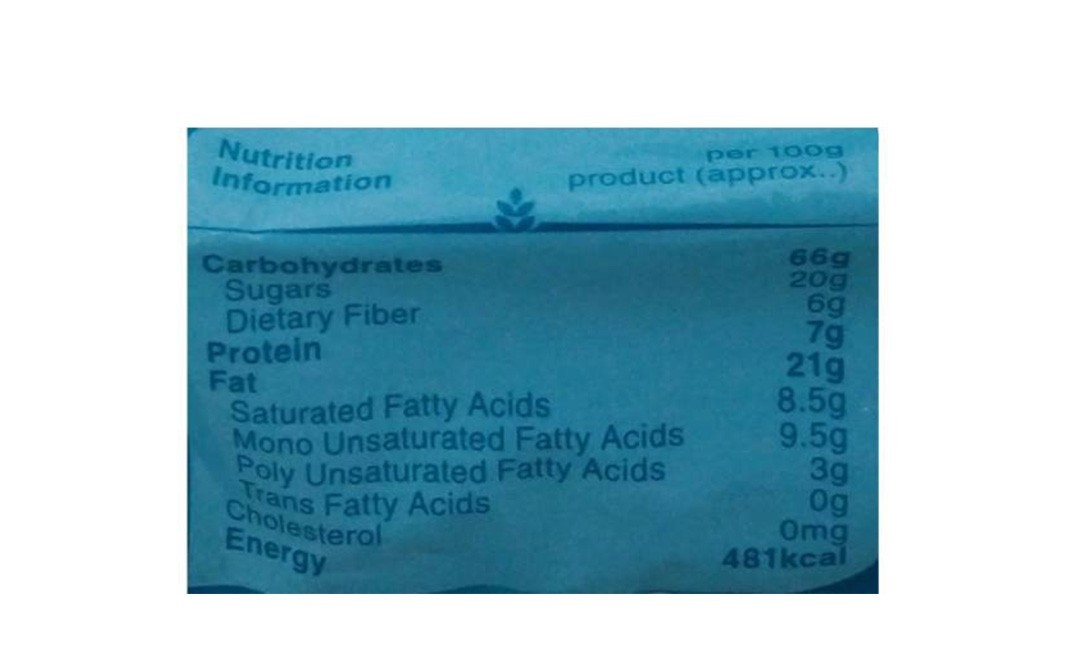 Nutrition
Information
per 100g
product (approx..)
Carbohydrates 66g
Sugars 20g
Dietary Fiber 6g
Protein 7g
Fat 21g
Saturated Fatty Acids 8.5g
Mono Unsaturated Fatty Acids 9.5g
Poly Unsaturated Fatty Acids 3g
Trans Fatty Acids 0g
Cholesterol 0mg
Energy 481kcal